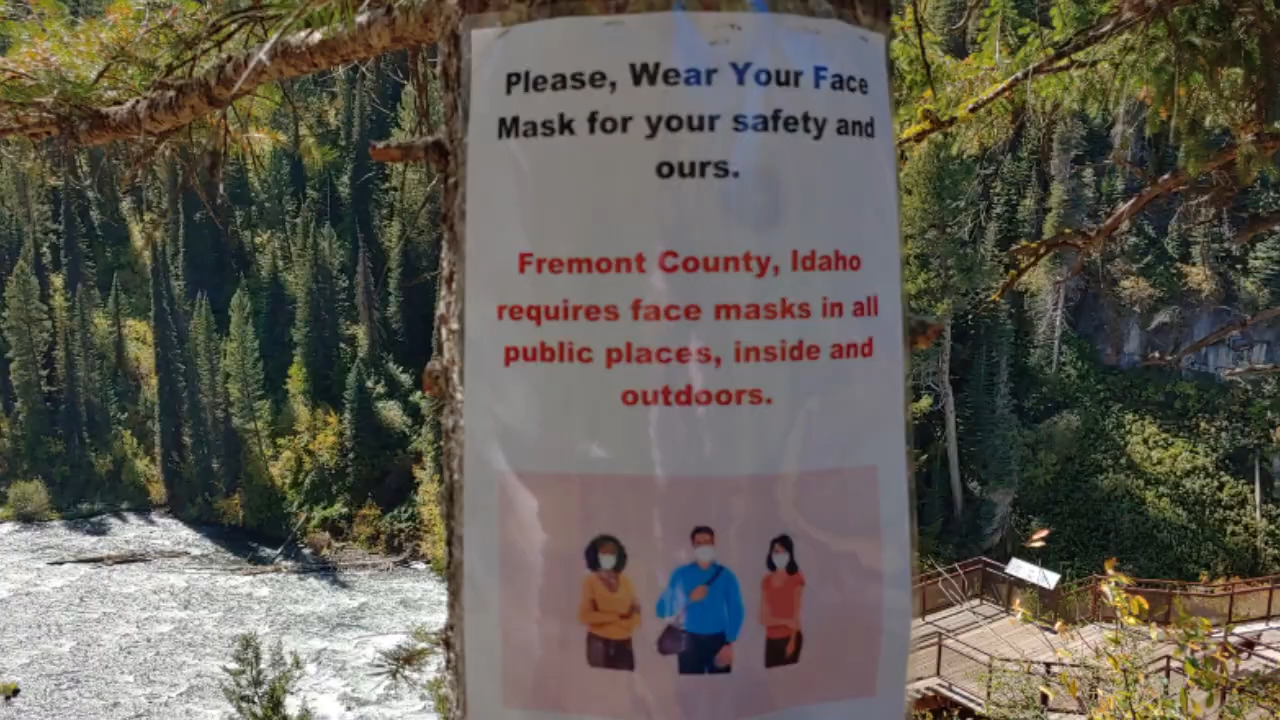 Please, Wear Your Face
Mask for your safety and
ours.
Fremont County, Idaho
requires face masks in all
public places, inside and
outdoors.